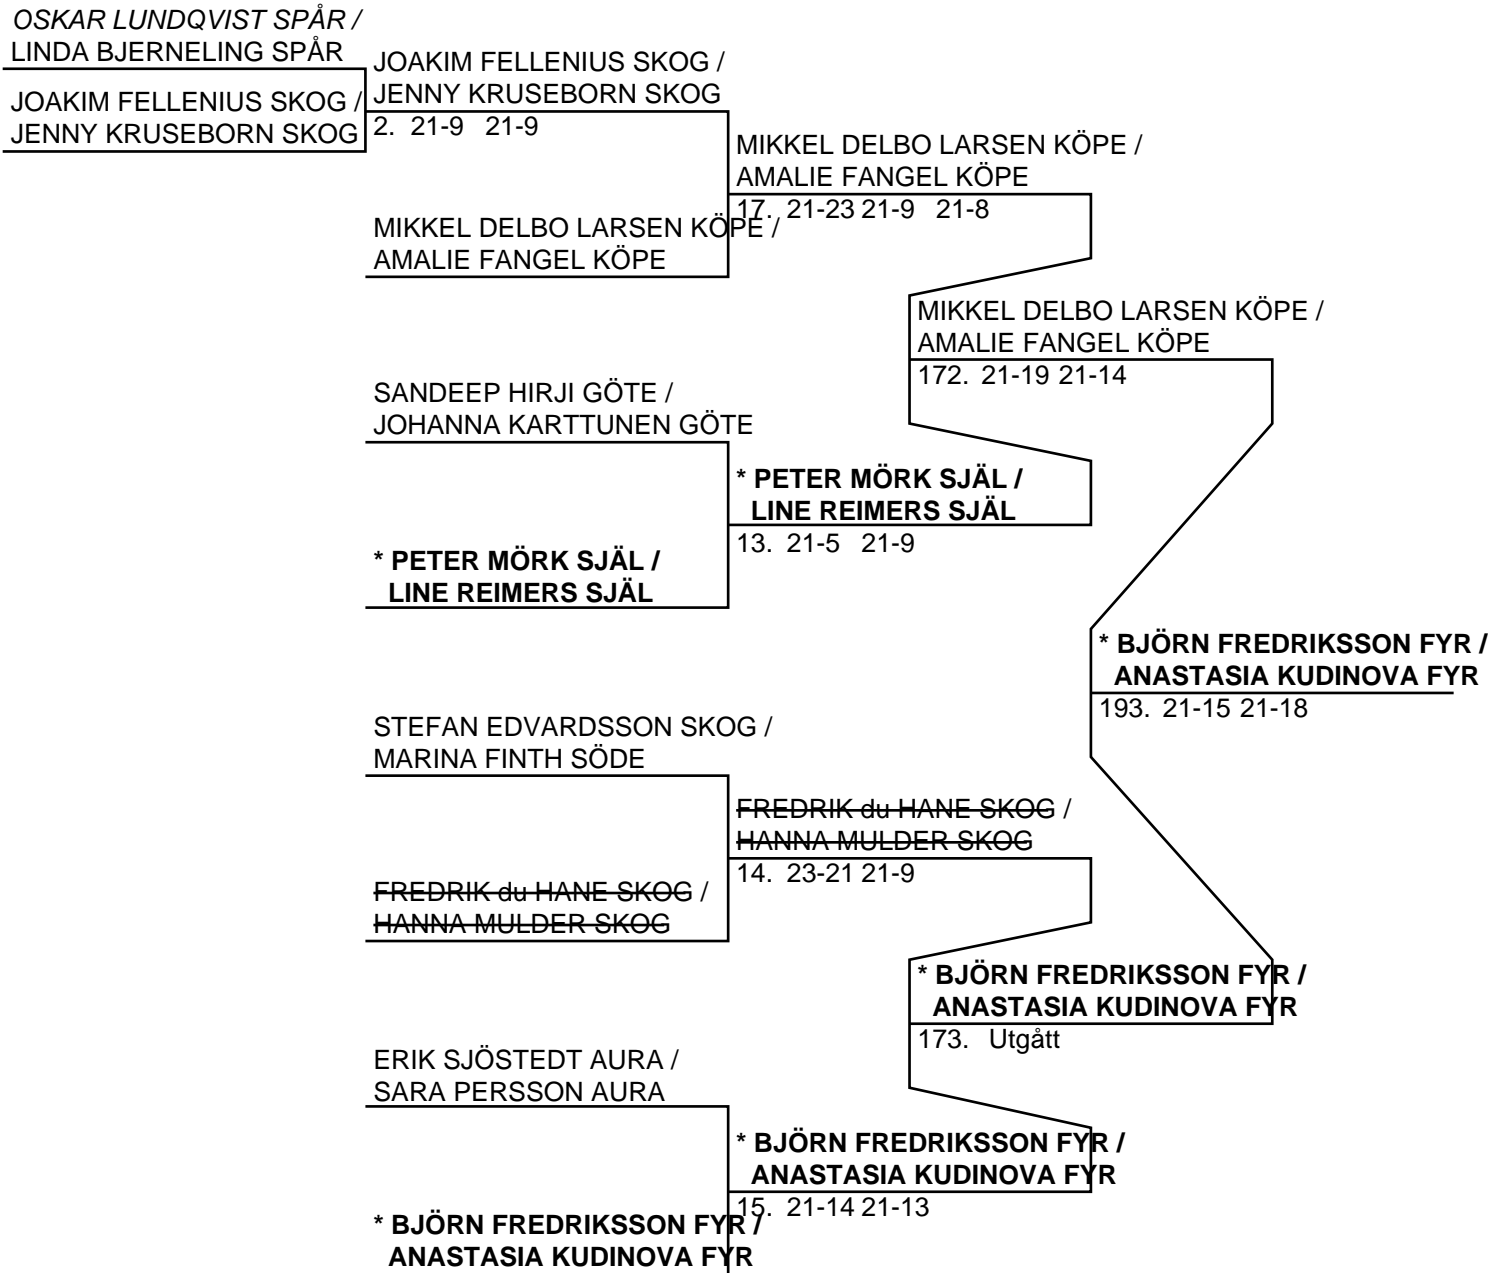 OSKAR LUNDQVIST SPÅR /
LINDA BJERNELING SPÅR
JOAKIM FELLENIUS SKOG /
JENNY KRUSEBORN SKOG
JOAKIM FELLENIUS SKOG /
JENNY KRUSEBORN SKOG
2. 21-9 21-9
MIKKEL DELBO LARSEN KÖPE /
AMALIE FANGEL KÖPE
MIKKEL DELBO LARSEN KÖPE /
AMALIE FANGEL KÖPE
17. 21-23 21-9 21-8
MIKKEL DELBO LARSEN KÖPE /
AMALIE FANGEL KÖPE
172. 21-19 21-14
SANDEEP HIRJI GÖTE /
JOHANNA KARTTUNEN GÖTE
* PETER MÖRK SJÄL /
LINE REIMERS SJÄL
13. 21-5 21-9
* PETER MÖRK SJÄL /
LINE REIMERS SJÄL
* BJÖRN FREDRIKSSON FYR /
ANASTASIA KUDINOVA FYR
193. 21-15 21-18
STEFAN EDVARDSSON SKOG /
MARINA FINTH SÖDE
FREDRIK du HANE SKOG /
HANNA MULDER SKOG
14. 23-21 21-9
FREDRIK du HANE SKOG /
HANNA MULDER SKOG
* BJÖRN FREDRIKSSON FYR /
ANASTASIA KUDINOVA FYR
173. Utgått
ERIK SJÖSTEDT AURA /
SARA PERSSON AURA
* BJÖRN FREDRIKSSON FYR /
ANASTASIA KUDINOVA FYR
15. 21-14 21-13
* BJÖRN FREDRIKSSON FYR /
ANASTASIA KUDINOVA FYR